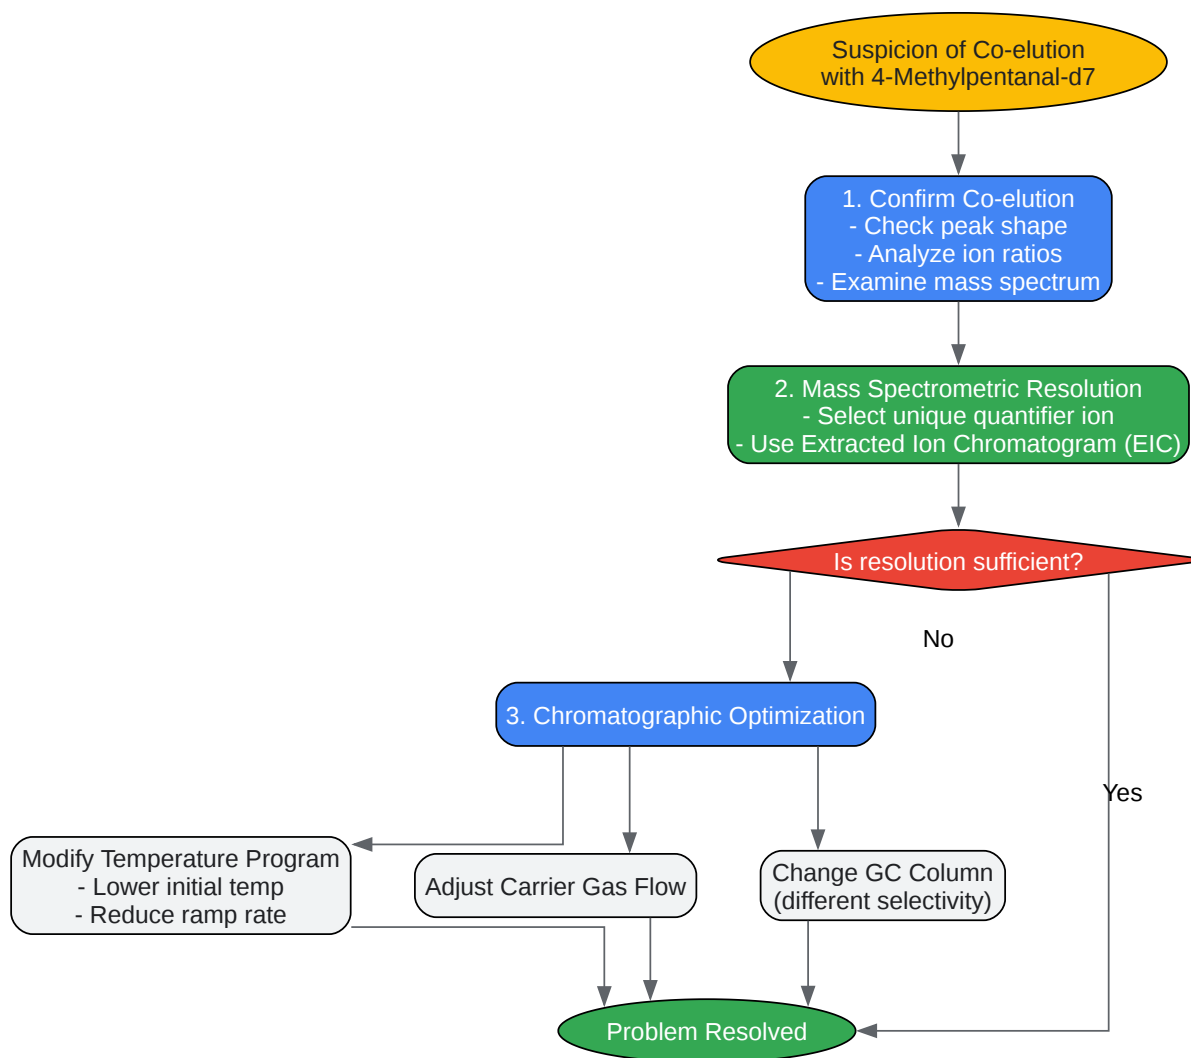 Suspicion of Co-elution
with 4-Methylpentanal-d7
1. Confirm Co-elution
- Check peak shape
- Analyze ion ratios
- Examine mass spectrum
2. Mass Spectrometric Resolution
- Select unique quantifier ion
- Use Extracted Ion Chromatogram (EIC)
Is resolution sufficient?
No
3. Chromatographic Optimization
Yes
Modify Temperature Program
- Lower initial temp
- Reduce ramp rate
Adjust Carrier Gas Flow
Change GC Column
(different selectivity)
Problem Resolved